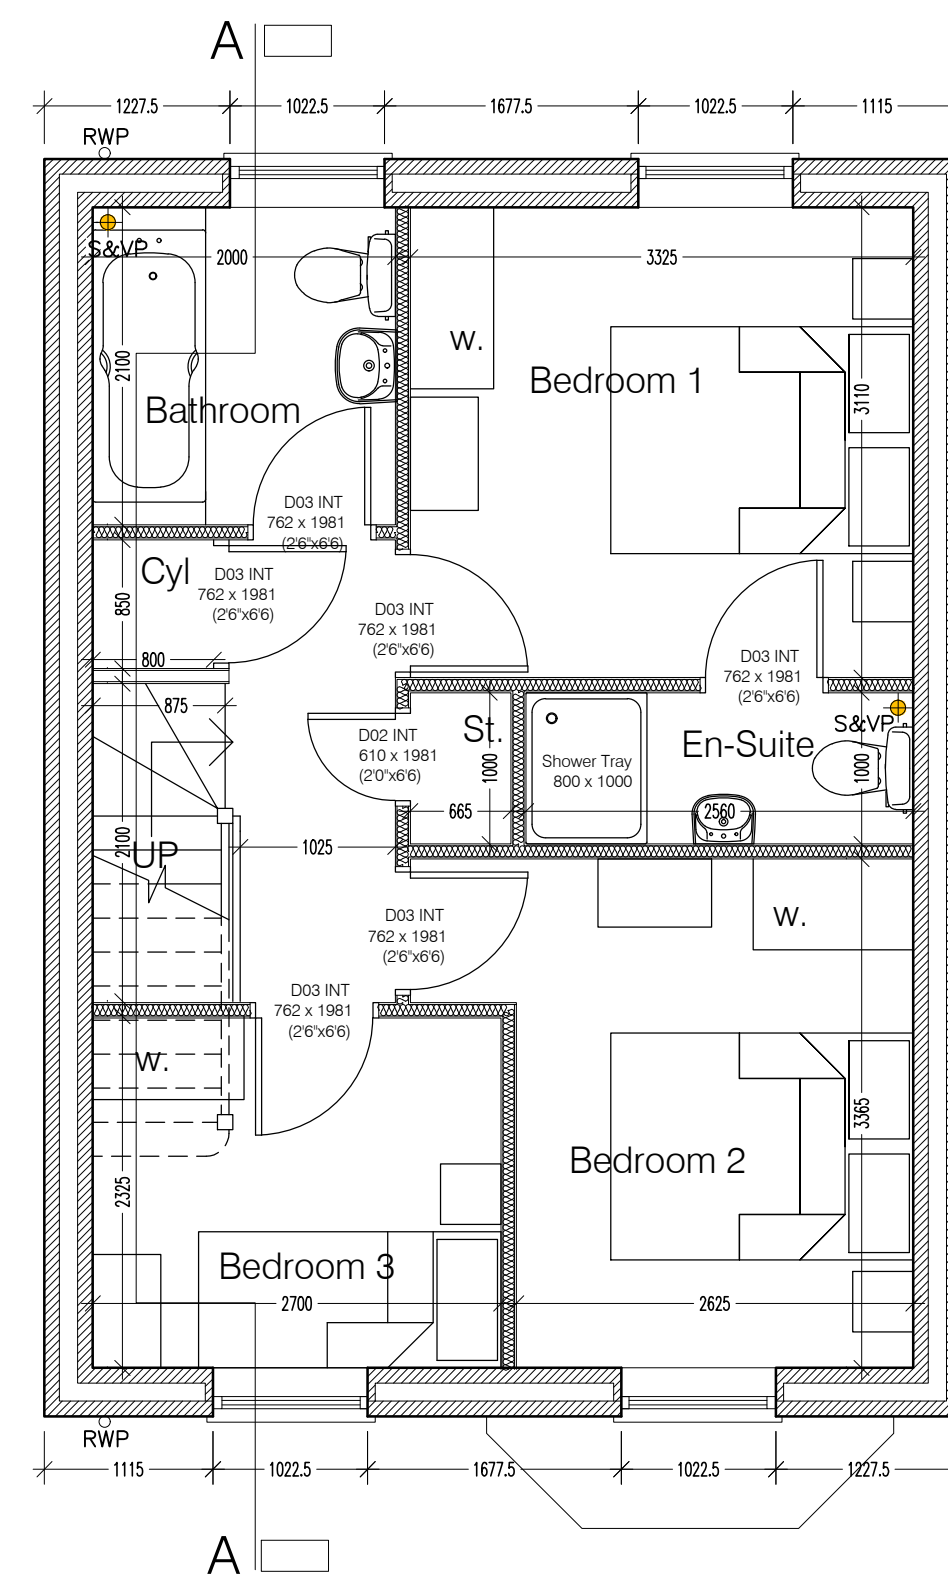 A
1227.5
1022.5
1677.5
1022.5
1115
RWP
S&VP
2000
3325
W.
2100
Bedroom 1
3110
Bathroom
D03 INT
762 x 1981
(2'6"x6'6)
Cyl
D03 INT
762 x 1981
(2'6"x6'6)
850
D03 INT
762 x 1981
(2'6"x6'6)
800
D03 INT
762 x 1981
(2'6"x6'6)
875
St.
S&VP
D02 INT
610 x 1981
(2'0"x6'6)
1000
En-Suite
Shower Tray
800 x 1000
1000
665
2560
2100
UP
1025
D03 INT
762 x 1981
(2'6"x6'6)
W.
D03 INT
762 x 1981
(2'6"x6'6)
W.
3365
Bedroom 2
2325
Bedroom 3
2700
2625
RWP
1115
1022.5
1677.5
1022.5
1227.5
A